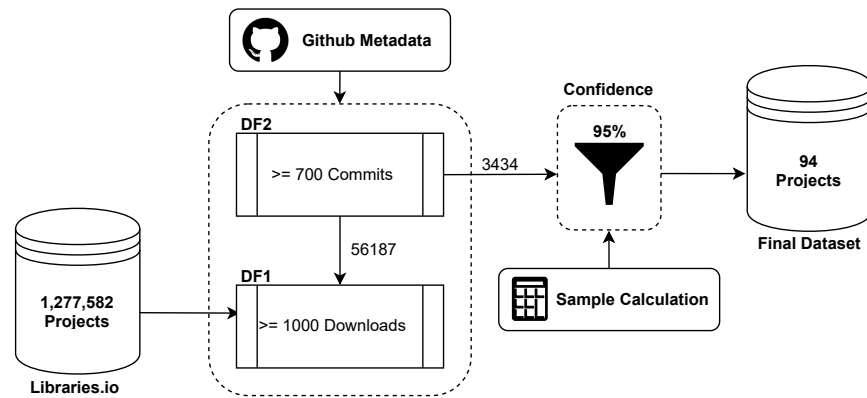 Github Metadata
DF2
>= 700 Commits
3434
Confidence
95%
94
Projects
Final Dataset
56187
DF1
>= 1000 Downloads
1,277,582
Projects
Libraries.io
Sample Calculation